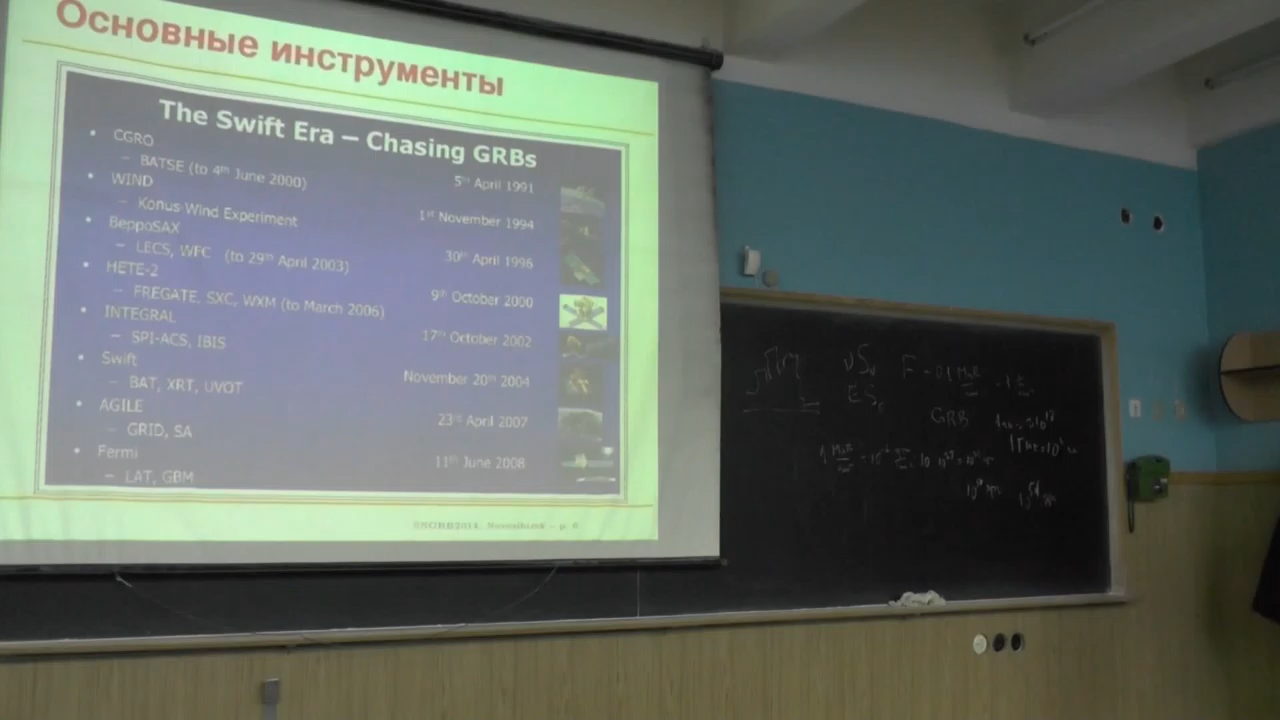 Основные инструменты
The Swift Era – Chasing GRBs
• CGRO
– BATSE (to 4th June 2000) 5th April 1991
• WIND
– Konus Wind Experiment 1st November 1994
• BeppoSAX
– LECS, WFC (to 29th April 2003) 30th April 1996
• HETE-2
– FREGATE, SXC, WXM (to March 2006) 9th October 2000
• INTEGRAL
– SPI-ACS, IBIS 17th October 2002
• Swift
– BAT, XRT, UVOT November 20th 2004
• AGILE
– GRID, SA 23rd April 2007
• Fermi
– LAT, GBM 11th June 2008
– p. 6
νSν F
GRB